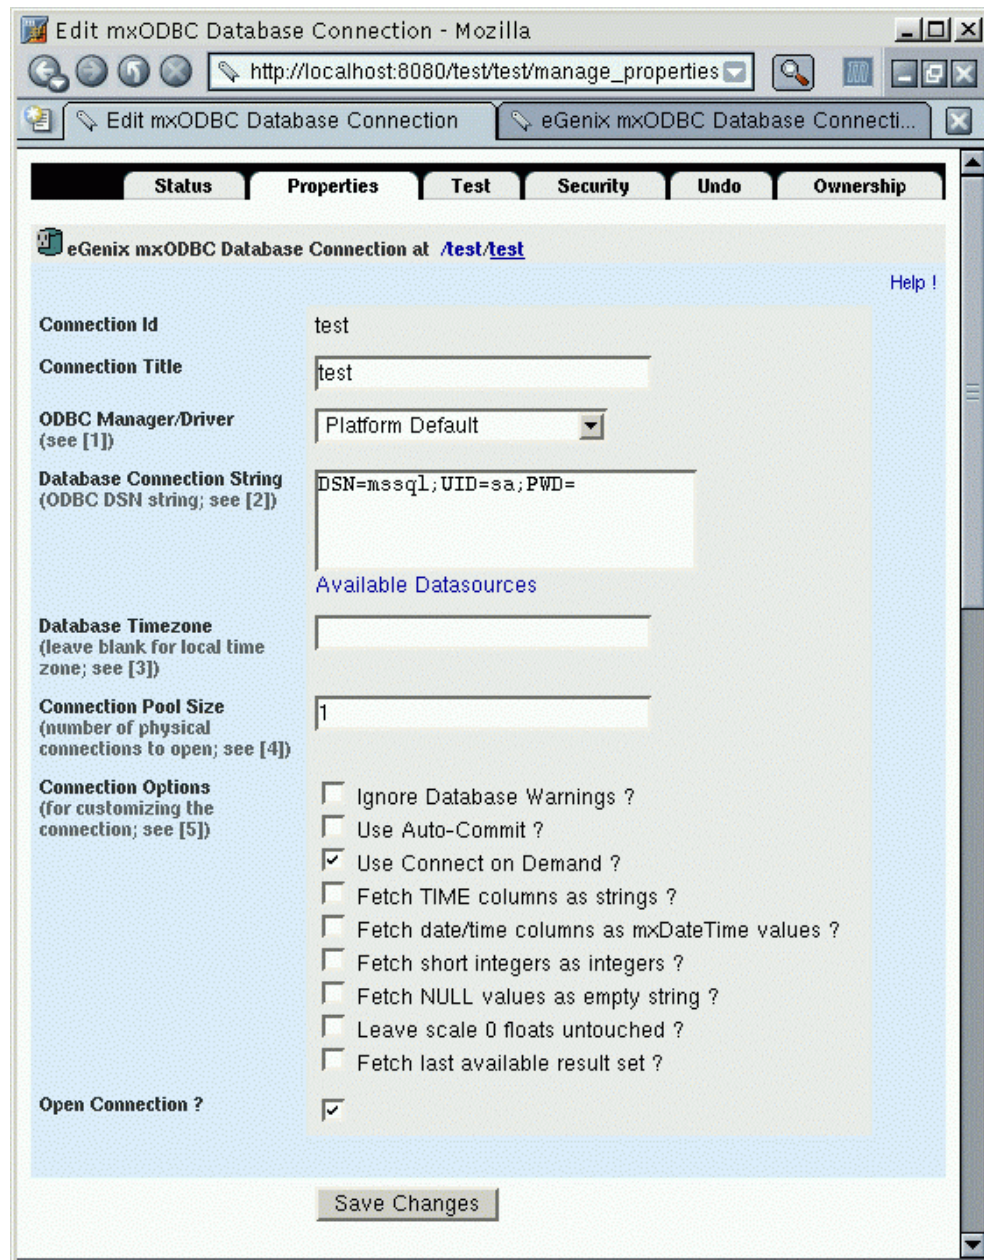 Edit mxODBC Database Connection - Mozilla
http://localhost:8080/test/test/manage_properties
Edit mxODBC Database Connection
eGenix mxODBC Database Connecti...
Status Properties Test Security Undo Ownership
eGenix mxODBC Database Connection at /test/test
Help !
Connection Id
test
Connection Title
test
ODBC Manager/Driver
(see [1])
Platform Default
Database Connection String
(ODBC DSN string; see [2])
DSN=mssql;UID=sa;PWD=
Available Datasources
Database Timezone
(leave blank for local time
zone; see [3])
Connection Pool Size
(number of physical
connections to open; see [4])
1
Connection Options
(for customizing the
connection; see [5])
Ignore Database Warnings ?
Use Auto-Commit ?
Use Connect on Demand ?
Fetch TIME columns as strings ?
Fetch date/time columns as mxDateTime values ?
Fetch short integers as integers ?
Fetch NULL values as empty string ?
Leave scale 0 floats untouched ?
Fetch last available result set ?
Open Connection ?
Save Changes